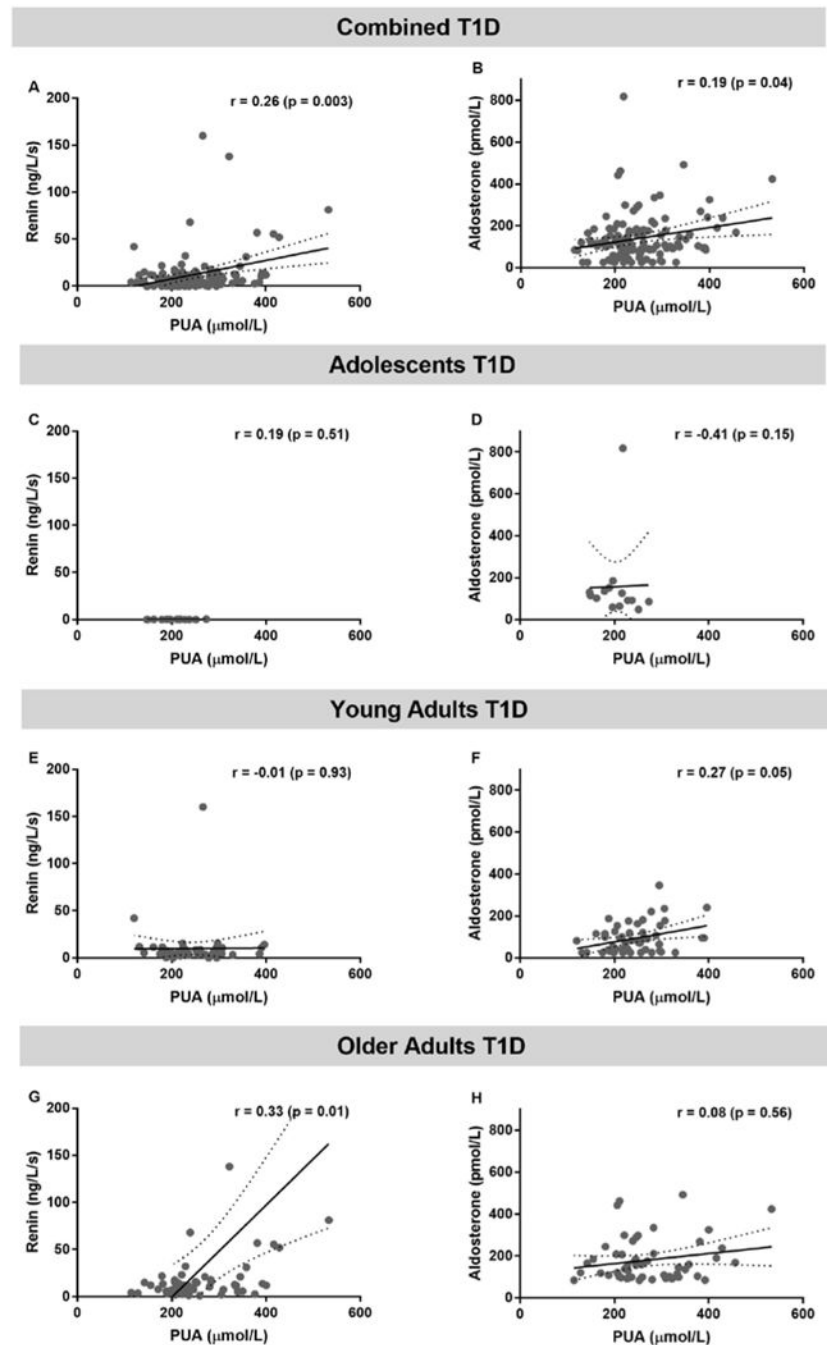 Combined T1D
A
r = 0.26 (p = 0.003)
Renin (ng/L/s)
200
150
100
50
0
0 200 400 600
PUA (μmol/L)
B
r = 0.19 (p = 0.04)
Aldosterone (pmol/L)
800
600
400
200
0
0 200 400 600
PUA (μmol/L)
Adolescents T1D
C
r = 0.19 (p = 0.51)
Renin (ng/L/s)
200
150
100
50
0
0 200 400 600
PUA (μmol/L)
D
r = -0.41 (p = 0.15)
Aldosterone (pmol/L)
800
600
400
200
0
0 200 400 600
PUA (μmol/L)
Young Adults T1D
E
r = -0.01 (p = 0.93)
Renin (ng/L/s)
200
150
100
50
0
0 200 400 600
PUA (μmol/L)
F
r = 0.27 (p = 0.05)
Aldosterone (pmol/L)
800
600
400
200
0
0 200 400 600
PUA (μmol/L)
Older Adults T1D
G
r = 0.33 (p = 0.01)
Renin (ng/L/s)
200
150
100
50
0
0 200 400 600
PUA (μmol/L)
H
r = 0.08 (p = 0.56)
Aldosterone (pmol/L)
800
600
400
200
0
0 200 400 600
PUA (μmol/L)